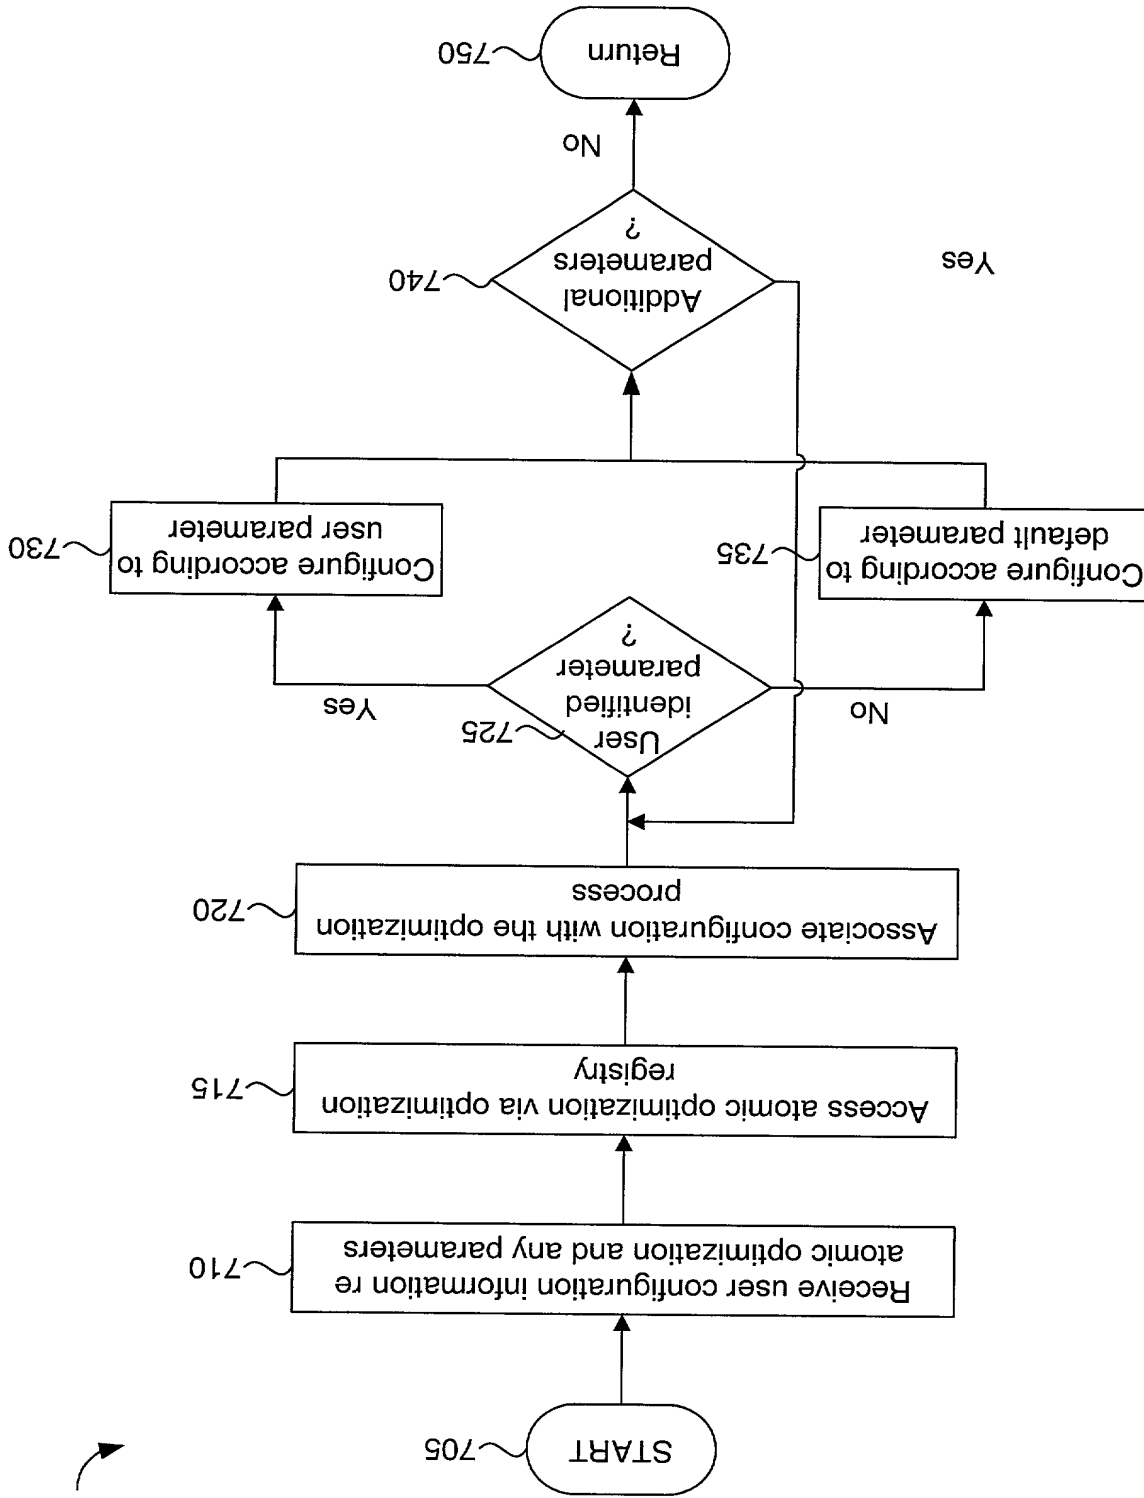 START
705
Receive user configuration information re
atomic optimization and any parameters
710
Access atomic optimization via optimization
registry
715
Associate configuration with the optimization
process
720
User
identified
parameter
?
725
No
Yes
Configure according to
default parameter
735
Configure according to
user parameter
730
Additional
parameters
?
740
Yes
No
Return
750